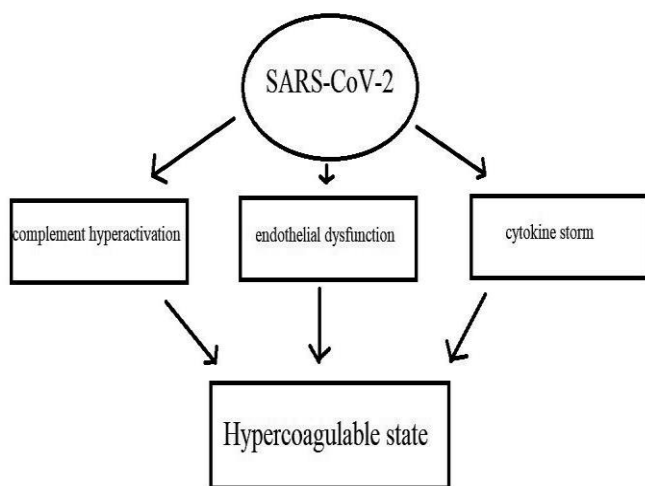 SARS-CoV-2
complement hyperactivation
endothelial dysfunction
cytokine storm
Hypercoagulable state